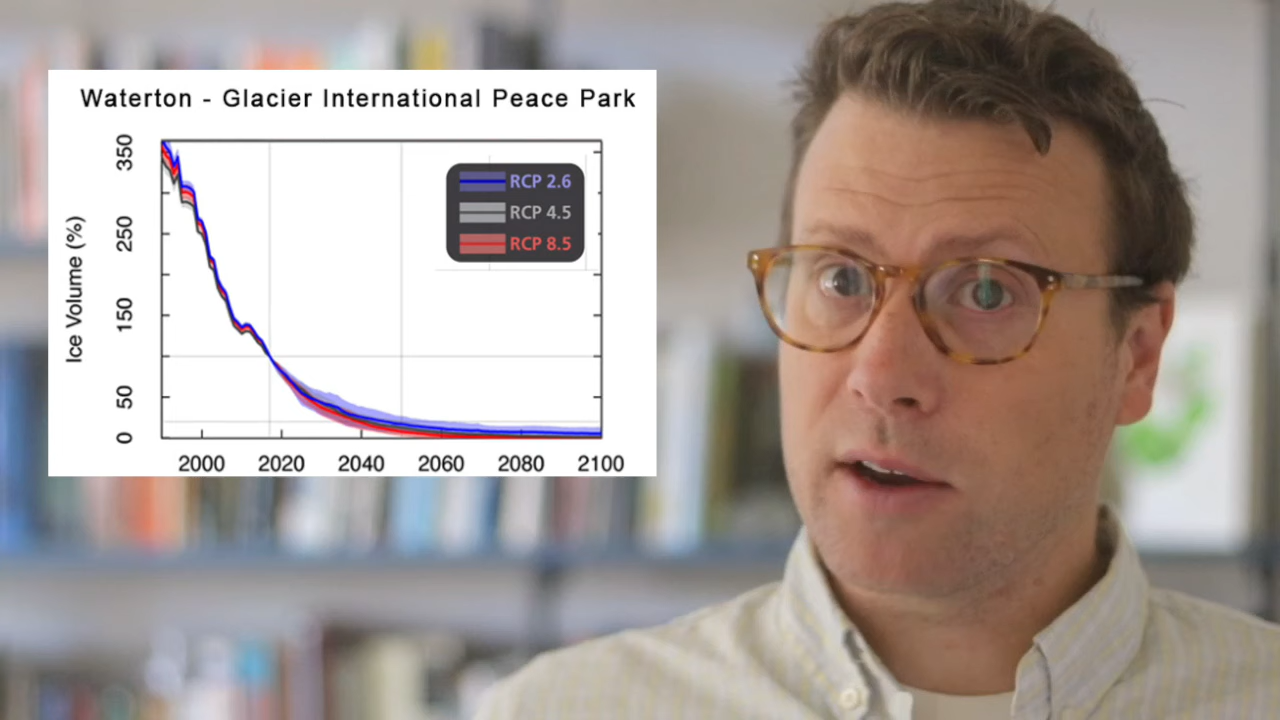 Waterton - Glacier International Peace Park
350
250
150
50
0
Ice Volume (%)
RCP 2.6
RCP 4.5
RCP 8.5
2000 2020 2040 2060 2080 2100